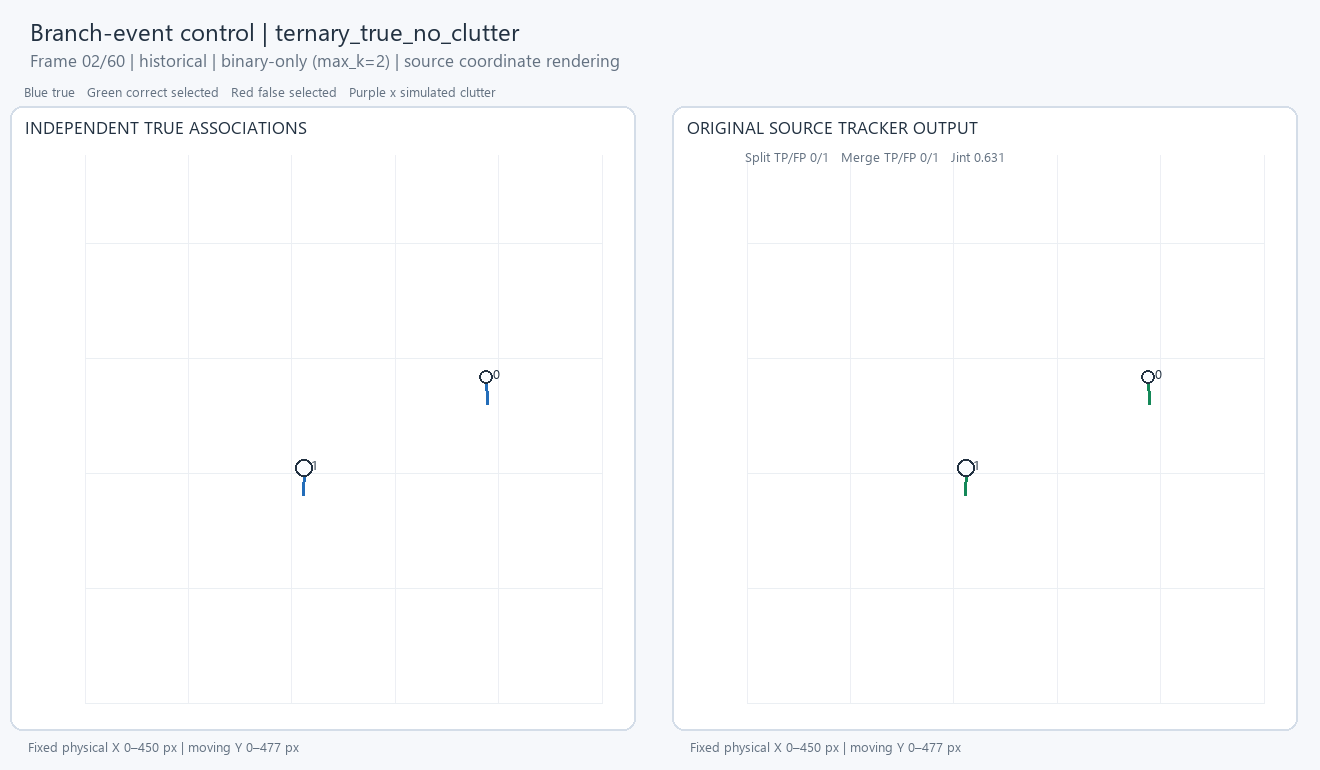 Branch-event control | ternary_true_no_clutter
Frame 02/60 | historical | binary-only (max_k=2) | source coordinate rendering
Blue true   Green correct selected   Red false selected   Purple x simulated clutter
INDEPENDENT TRUE ASSOCIATIONS
0
1
Fixed physical X 0–450 px | moving Y 0–477 px
ORIGINAL SOURCE TRACKER OUTPUT
Split TP/FP 0/1   Merge TP/FP 0/1   Jint 0.631
0
1
Fixed physical X 0–450 px | moving Y 0–477 px